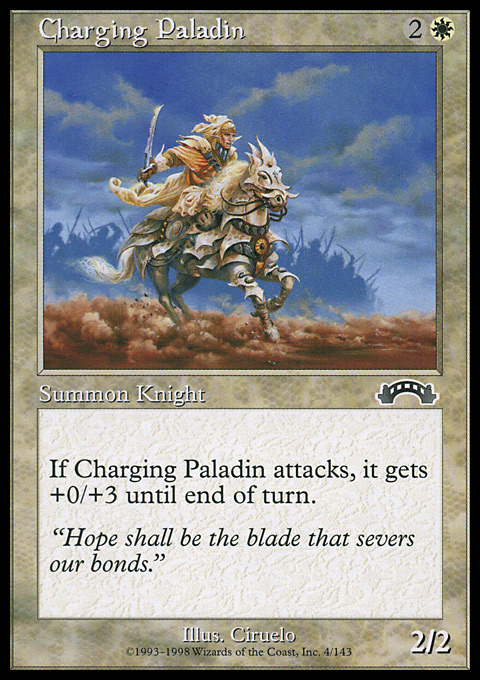 Charging Paladin 2
Summon Knight
If Charging Paladin attacks, it gets
+0/+3 until end of turn.
“Hope shall be the blade that severs
our bonds.”
Illus. Ciruelo
©1993–1998 Wizards of the Coast, Inc. 4/143
2/2